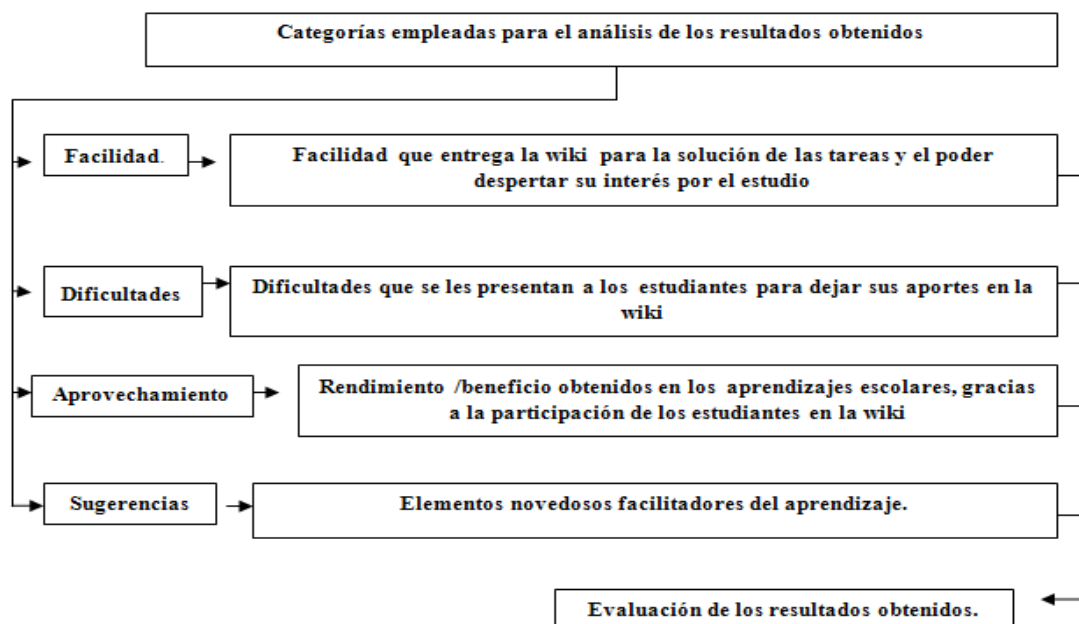 Categorías empleadas para el análisis de los resultados obtenidos
Facilidad.
Facilidad que entrega la wiki para la solución de las tareas y el poder
despertar su interés por el estudio
Dificultades
Dificultades que se les presentan a los estudiantes para dejar sus aportes en la
wiki
Aprovechamiento
Rendimiento /beneficio obtenidos en los aprendizajes escolares, gracias
a la participación de los estudiantes en la wiki
Sugerencias
Elementos novedosos facilitadores del aprendizaje.
Evaluación de los resultados obtenidos.